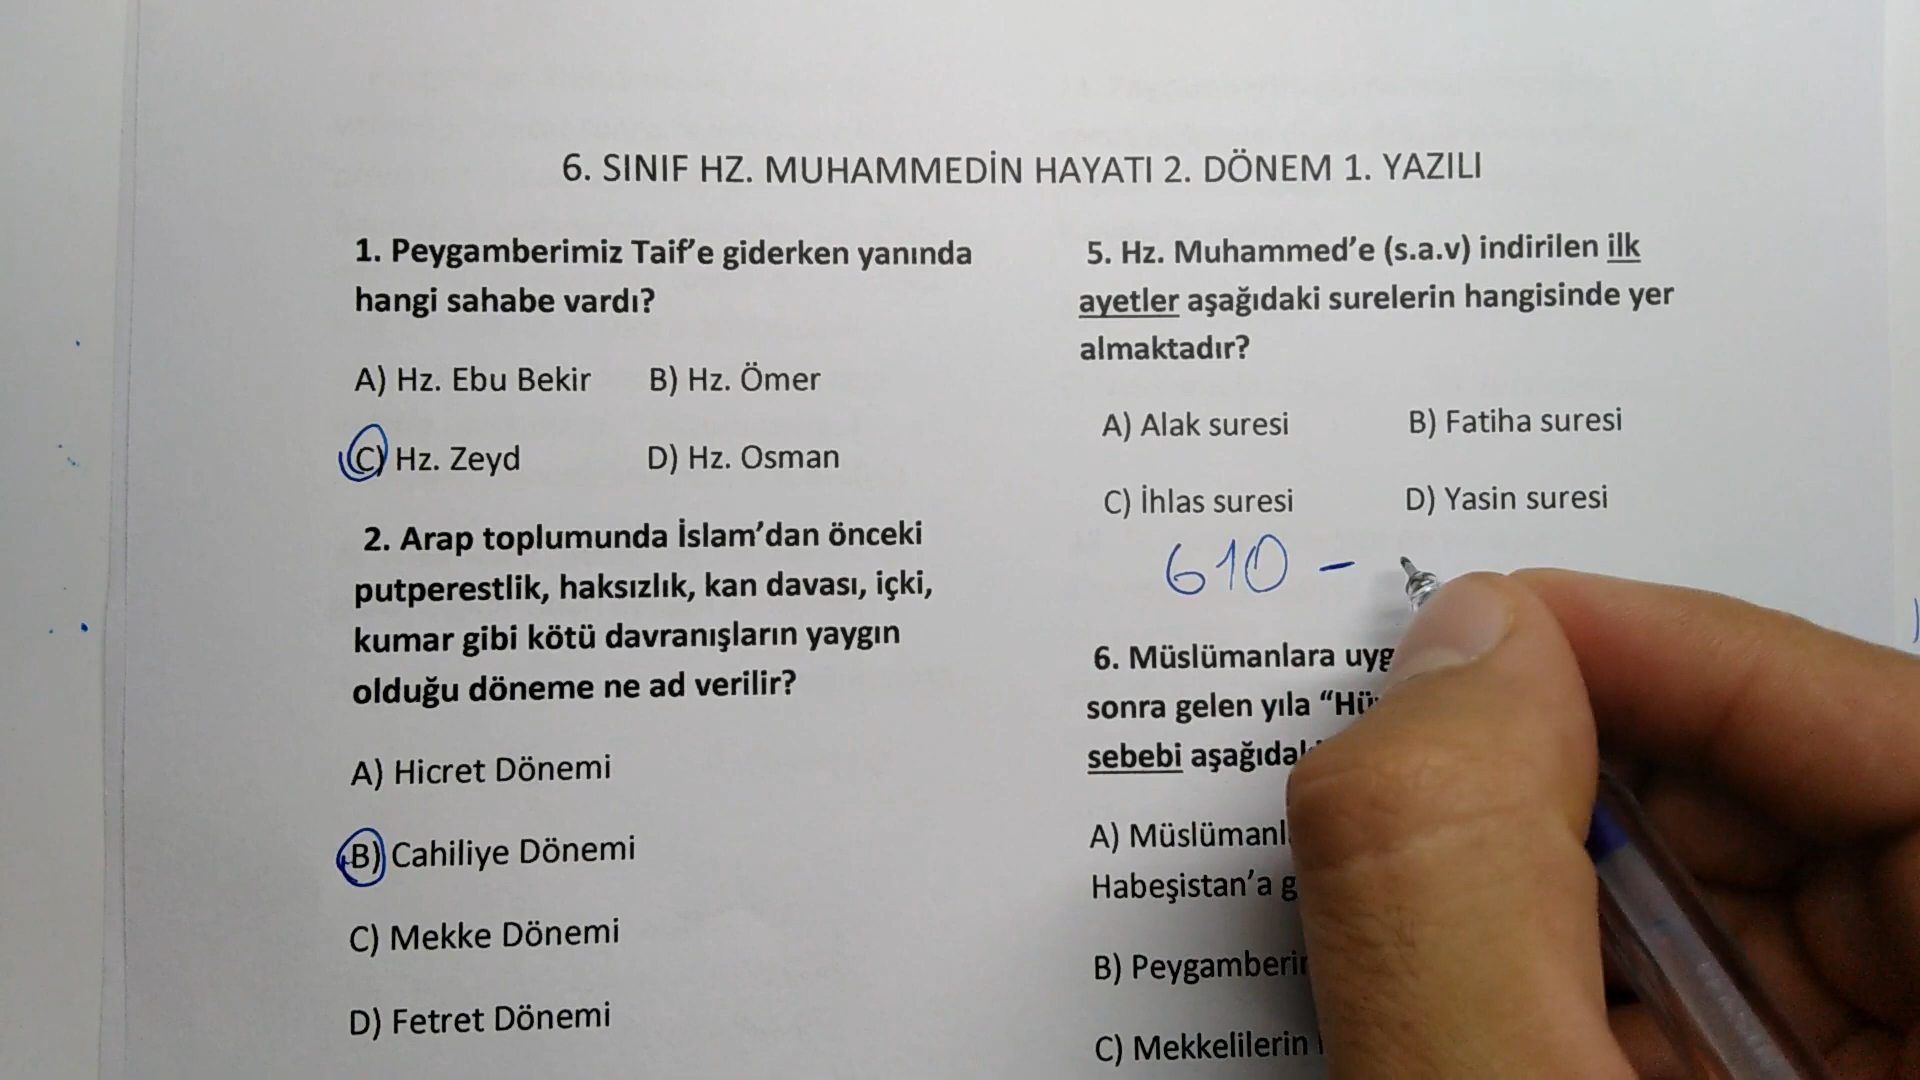 6. SINIF HZ. MUHAMMEDİN HAYATI 2. DÖNEM 1. YAZILI
1. Peygamberimiz Taif’e giderken yanında
hangi sahabe vardı?
A) Hz. Ebu Bekir B) Hz. Ömer
C) Hz. Zeyd D) Hz. Osman
2. Arap toplumunda İslam’dan önceki
putperestlik, haksızlık, kan davası, içki,
kumar gibi kötü davranışların yaygın
olduğu döneme ne ad verilir?
A) Hicret Dönemi
B) Cahiliye Dönemi
C) Mekke Dönemi
D) Fetret Dönemi
5. Hz. Muhammed’e (s.a.v) indirilen ilk
ayetler aşağıdaki surelerin hangisinde yer
almaktadır?
A) Alak suresi B) Fatiha suresi
C) İhlas suresi D) Yasin suresi
610 –
6. Müslümanlara
sonra gelen yıla
sebebi
A)
Habeşistan’a
B)
C) Mekkelilerin